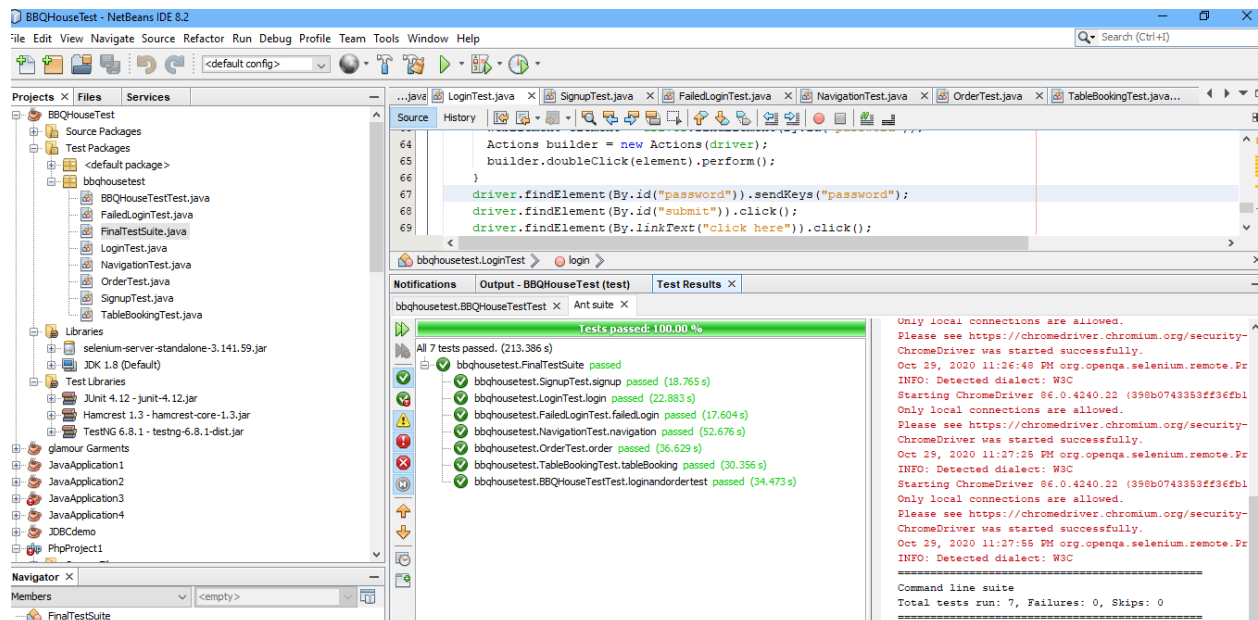 BBQHouseTest - NetBeans IDE 8.2
File Edit View Navigate Source Refactor Run Debug Profile Team Tools Window Help
Search (Ctrl+I)
<default config>
Projects Files Services
BBQHouseTest
Source Packages
Test Packages
<default package>
bbqhousetest
BBQHouseTestTest.java
FailedLoginTest.java
FinalTestSuite.java
LoginTest.java
NavigationTest.java
OrderTest.java
SignupTest.java
TableBookingTest.java
Libraries
selenium-server-standalone-3.141.59.jar
JDK 1.8 (Default)
Test Libraries
JUnit 4.12 - junit-4.12.jar
Hamcrest 1.3 - hamcrest-core-1.3.jar
TestNG 6.8.1 - testng-6.8.1-dist.jar
glamour Garments
JavaApplication1
JavaApplication2
JavaApplication3
JavaApplication4
JDBCdemo
PhpProject1
Navigator
Members <empty>
FinalTestSuite
...java LoginTest.java SignupTest.java FailedLoginTest.java NavigationTest.java OrderTest.java TableBookingTest.java...
Source History
64 Actions builder = new Actions(driver);
65 builder.doubleClick(element).perform();
66 }
67 driver.findElement(By.id("password")).sendKeys("password");
68 driver.findElement(By.id("submit")).click();
69 driver.findElement(By.linkText("click here")).click();
bbqhousetest.LoginTest login
Notifications Output - BBQHouseTest (test) Test Results
bbqhousetest.BBQHouseTestTest Ant suite
Tests passed: 100.00 %
All 7 tests passed. (213.386 s)
bbqhousetest.FinalTestSuite passed
bbqhousetest.SignupTest.signup passed (18.765 s)
bbqhousetest.LoginTest.login passed (22.883 s)
bbqhousetest.FailedLoginTest.failedLogin passed (17.604 s)
bbqhousetest.NavigationTest.navigation passed (52.676 s)
bbqhousetest.OrderTest.order passed (36.629 s)
bbqhousetest.TableBookingTest.tableBooking passed (30.356 s)
bbqhousetest.BBQHouseTestTest.loginandordertest passed (34.473 s)
Only local connections are allowed.
Please see https://chromedriver.chromium.org/security-
ChromeDriver was started successfully.
Oct 29, 2020 11:26:48 PM org.openqa.selenium.remote.Pr
INFO: Detected dialect: W3C
Starting ChromeDriver 86.0.4240.22 (398b0743353ff36fb1
Only local connections are allowed.
Please see https://chromedriver.chromium.org/security-
ChromeDriver was started successfully.
Oct 29, 2020 11:27:25 PM org.openqa.selenium.remote.Pr
INFO: Detected dialect: W3C
Starting ChromeDriver 86.0.4240.22 (398b0743353ff36fb1
Only local connections are allowed.
Please see https://chromedriver.chromium.org/security-
ChromeDriver was started successfully.
Oct 29, 2020 11:27:55 PM org.openqa.selenium.remote.Pr
INFO: Detected dialect: W3C
===============================================
Command line suite
Total tests run: 7, Failures: 0, Skips: 0
===============================================